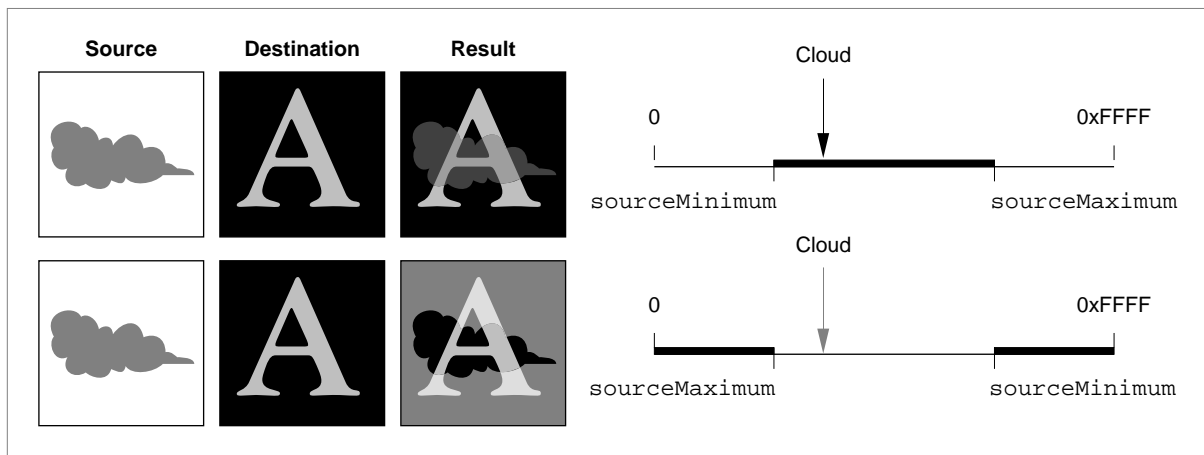 Source Destination Result
Cloud
0 0xFFFF
A A
sourceMinimum sourceMaximum
Cloud
0 0xFFFF
A A
sourceMaximum sourceMinimum